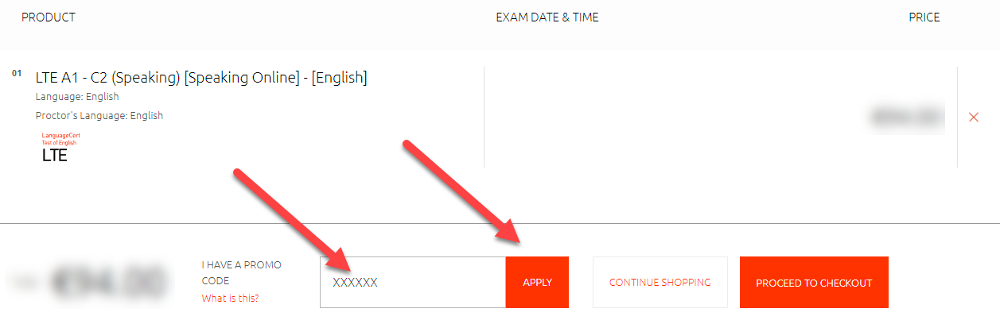 PRODUCT EXAM DATE & TIME PRICE
01 LTE A1 - C2 (Speaking) [Speaking Online] - [English]
Language: English
Proctor's Language: English
LanguageCert
Test of English
LTE
I HAVE A PROMO
CODE
What is this?
XXXXXX APPLY CONTINUE SHOPPING PROCEED TO CHECKOUT
€94.00